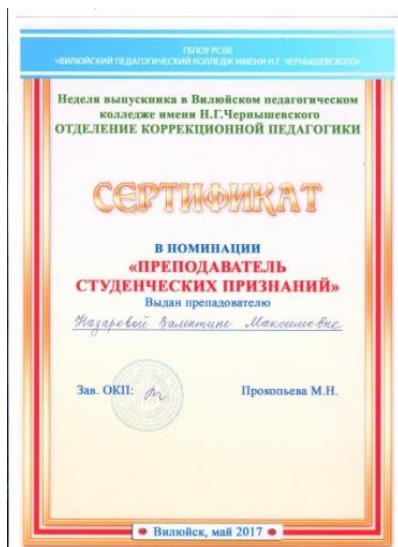 ГБПОУ РС(Я)
«ВИЛЮЙСКИЙ ПЕДАГОГИЧЕСКИЙ КОЛЛЕДЖ ИМЕНИ Н.Г. ЧЕРНЫШЕВСКОГО»
Неделя выпускника в Вилюйском педагогическом
колледже имени Н.Г.Чернышевского
ОТДЕЛЕНИЕ КОРРЕКЦИОННОЙ ПЕДАГОГИКИ
СЕРТИФИКАТ
В НОМИНАЦИИ
«ПРЕПОДАВАТЕЛЬ
СТУДЕНЧЕСКИХ ПРИЗНАНИЙ»
Выдан преподавателю
Назаровой Валентине Максимовне
Зав. ОКП: Прокопьева М.Н.
Вилюйск, май 2017